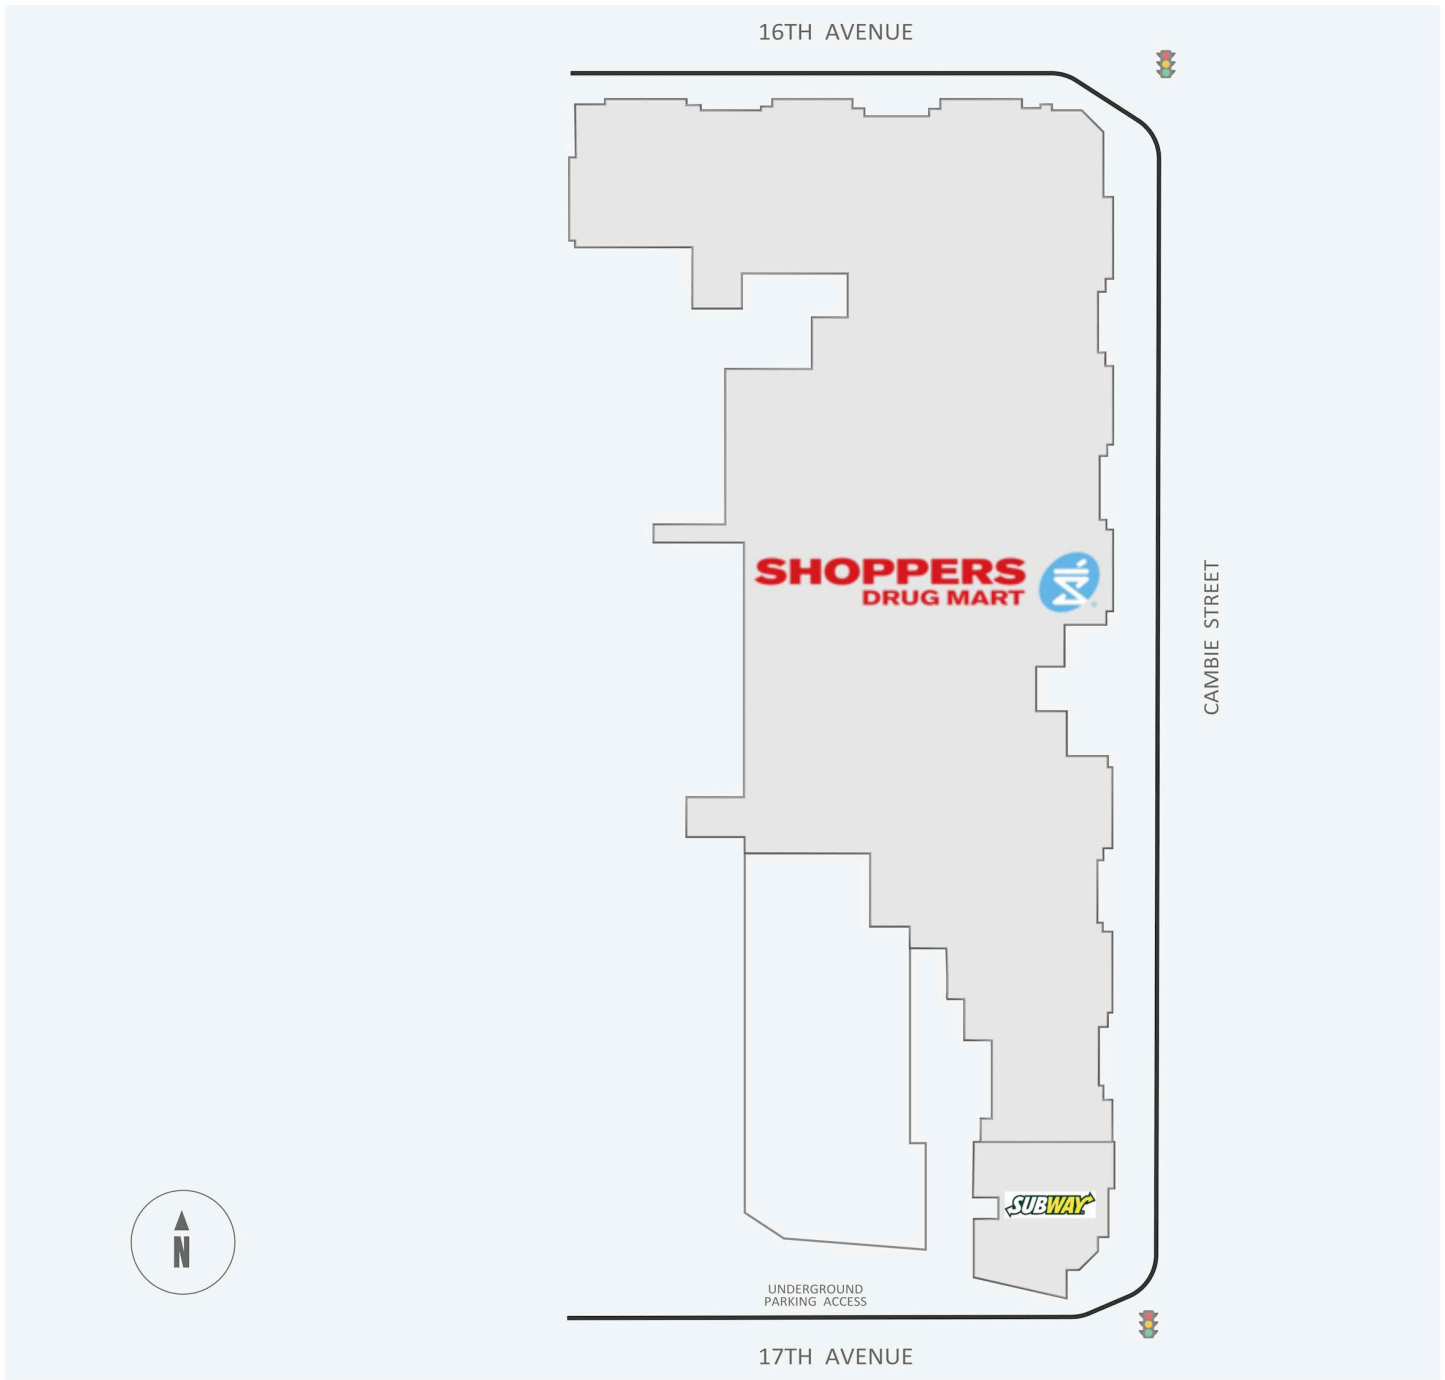 16TH AVENUE
SHOPPERS
DRUG MART
CAMBIE STREET
SUBWAY
N
UNDERGROUND
PARKING ACCESS
17TH AVENUE